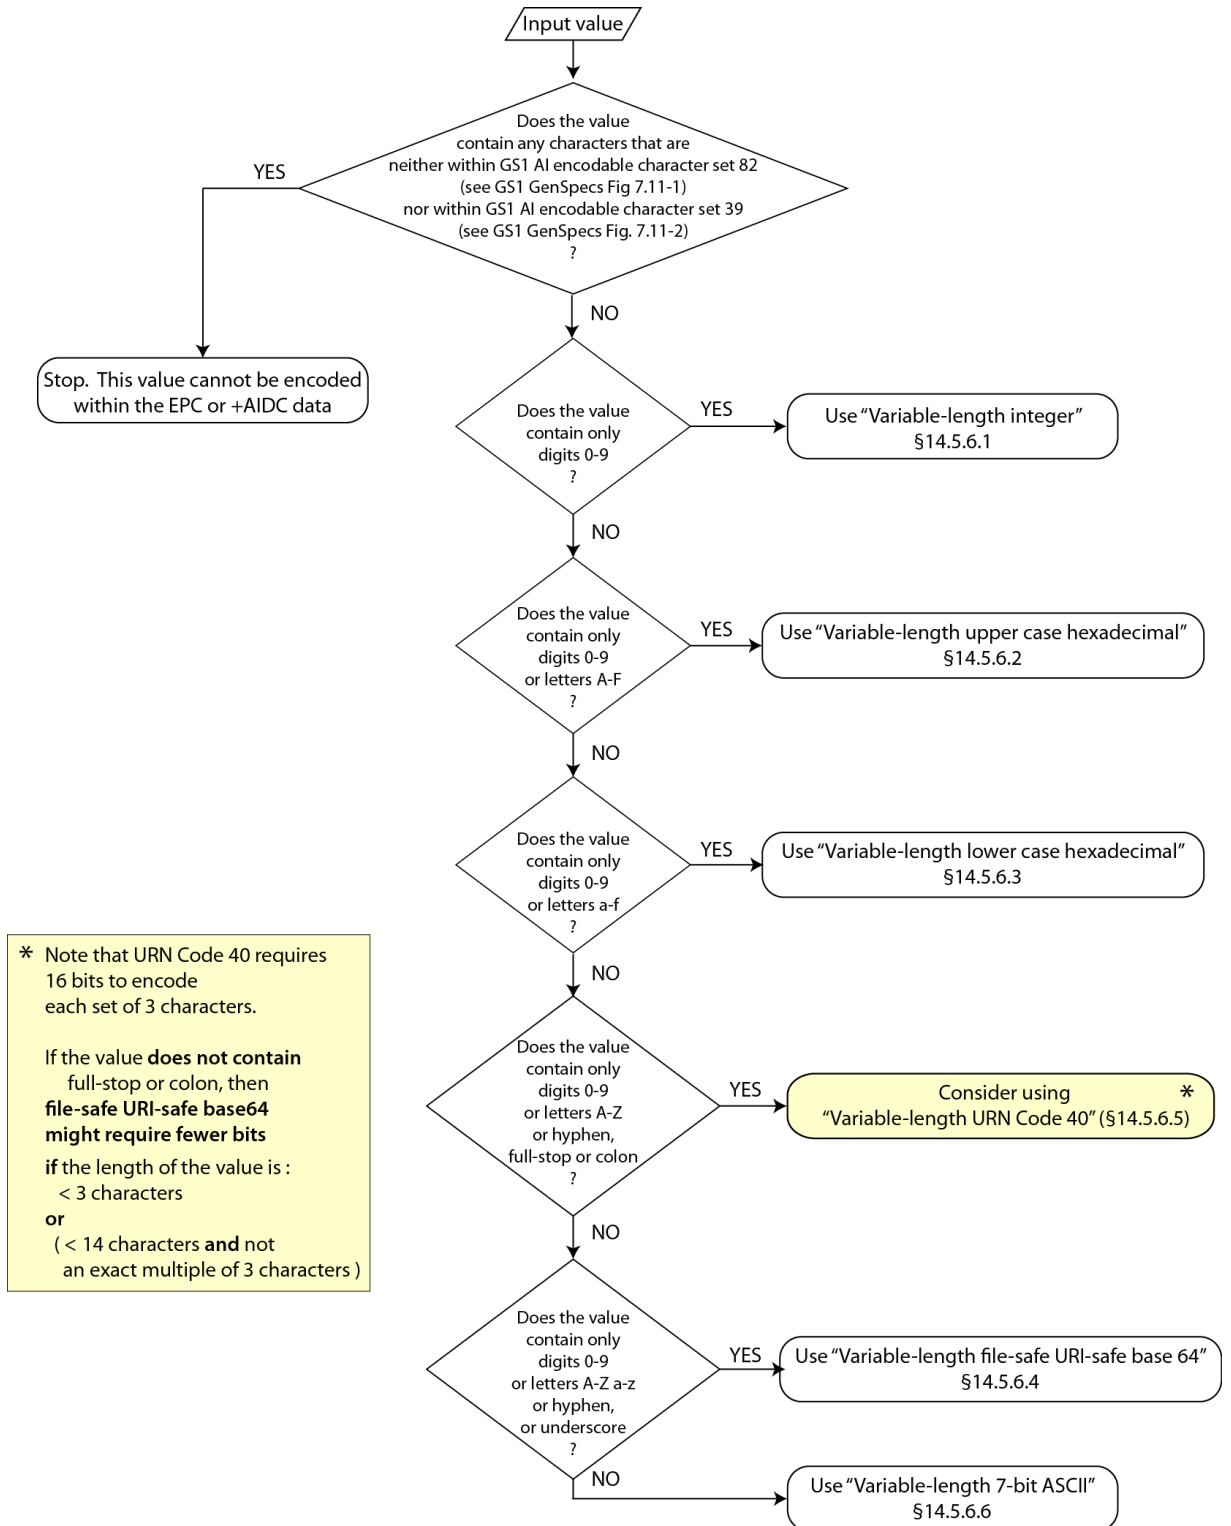 Input value
Does the value
contain any characters that are
neither within GS1 AI encodable character set 82
(see GS1 GenSpecs Fig 7.11-1)
nor within GS1 AI encodable character set 39
(see GS1 GenSpecs Fig. 7.11-2)
?
YES
NO
Stop. This value cannot be encoded
within the EPC or +AIDC data
Does the value
contain only
digits 0-9
?
YES
Use “Variable-length integer”
§14.5.6.1
NO
Does the value
contain only
digits 0-9
or letters A-F
?
YES
Use “Variable-length upper case hexadecimal”
§14.5.6.2
NO
Does the value
contain only
digits 0-9
or letters a-f
?
YES
Use “Variable-length lower case hexadecimal”
§14.5.6.3
NO
* Note that URN Code 40 requires
16 bits to encode
each set of 3 characters.
If the value does not contain
full-stop or colon, then
file-safe URI-safe base64
might require fewer bits
if the length of the value is :
< 3 characters
or
( < 14 characters and not
an exact multiple of 3 characters )
Does the value
contain only
digits 0-9
or letters A-Z
or hyphen,
full-stop or colon
?
YES
Consider using *
“Variable-length URN Code 40” (§14.5.6.5)
NO
Does the value
contain only
digits 0-9
or letters A-Z a-z
or hyphen,
or underscore
?
YES
Use “Variable-length file-safe URI-safe base 64”
§14.5.6.4
NO
Use “Variable-length 7-bit ASCII”
§14.5.6.6